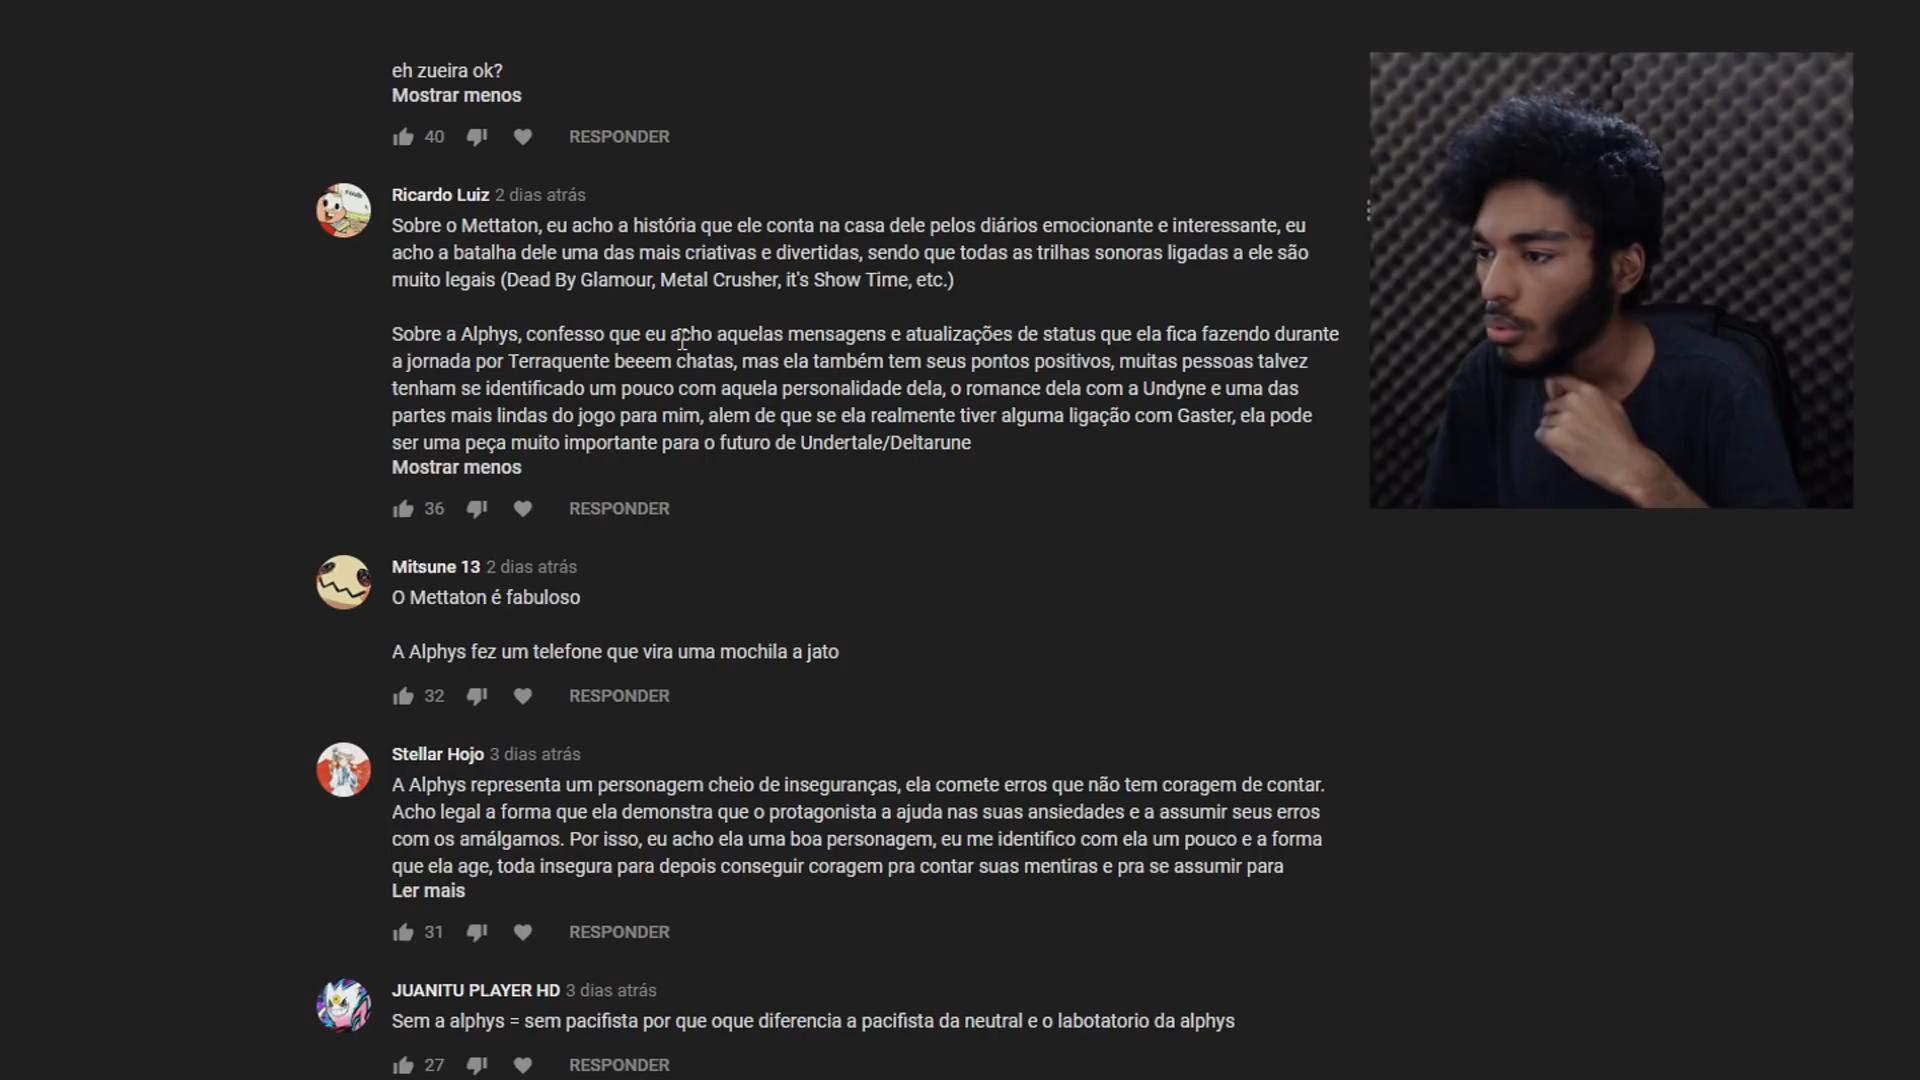 eh zueira ok?
Mostrar menos
40 RESPONDER
Ricardo Luiz 2 dias atrás
Sobre o Mettaton, eu acho a história que ele conta na casa dele pelos diários emocionante e interessante, eu
acho a batalha dele uma das mais criativas e divertidas, sendo que todas as trilhas sonoras ligadas a ele são
muito legais (Dead By Glamour, Metal Crusher, it's Show Time, etc.)
Sobre a Alphys, confesso que eu acho aquelas mensagens e atualizações de status que ela fica fazendo durante
a jornada por Terraquente beeem chatas, mas ela também tem seus pontos positivos, muitas pessoas talvez
tenham se identificado um pouco com aquela personalidade dela, o romance dela com a Undyne e uma das
partes mais lindas do jogo para mim, alem de que se ela realmente tiver alguma ligação com Gaster, ela pode
ser uma peça muito importante para o futuro de Undertale/Deltarune
Mostrar menos
36 RESPONDER
Mitsune 13 2 dias atrás
O Mettaton é fabuloso
A Alphys fez um telefone que vira uma mochila a jato
32 RESPONDER
Stellar Hojo 3 dias atrás
A Alphys representa um personagem cheio de inseguranças, ela comete erros que não tem coragem de contar.
Acho legal a forma que ela demonstra que o protagonista a ajuda nas suas ansiedades e a assumir seus erros
com os amálgamos. Por isso, eu acho ela uma boa personagem, eu me identifico com ela um pouco e a forma
que ela age, toda insegura para depois conseguir coragem pra contar suas mentiras e pra se assumir para
Ler mais
31 RESPONDER
JUANITU PLAYER HD 3 dias atrás
Sem a alphys = sem pacifista por que oque diferencia a pacifista da neutral e o labotatorio da alphys
27 RESPONDER